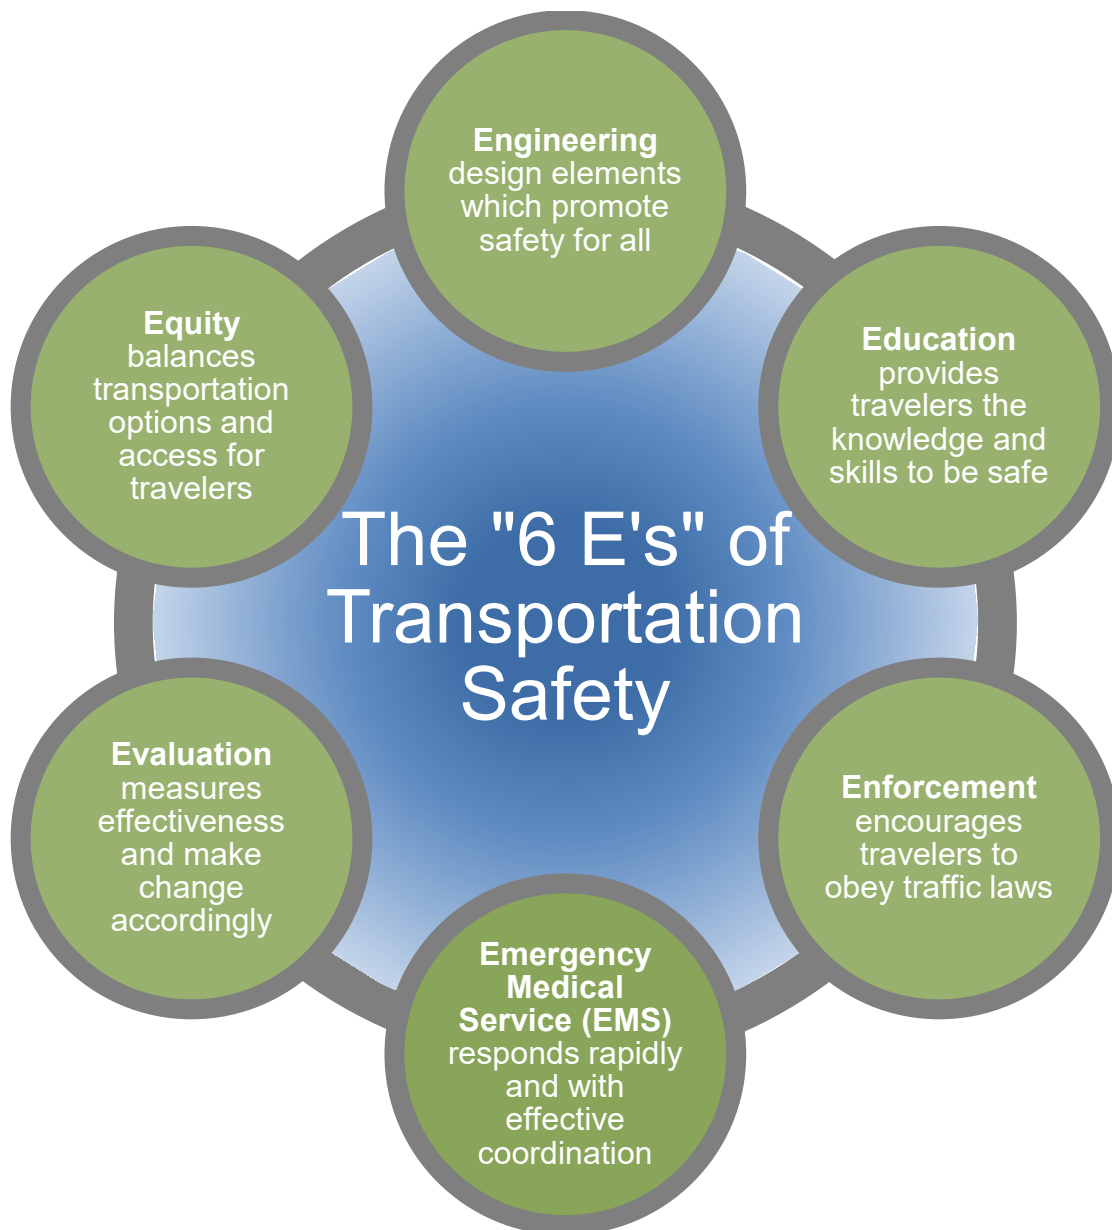 Engineering
design elements
which promote
safety for all
Education
provides
travelers the
knowledge and
skills to be safe
Enforcement
encourages
travelers to
obey traffic laws
Emergency
Medical
Service (EMS)
responds rapidly
and with
effective
coordination
Evaluation
measures
effectiveness
and make
change
accordingly
Equity
balances
transportation
options and
access for
travelers
The "6 E's" of
Transportation
Safety